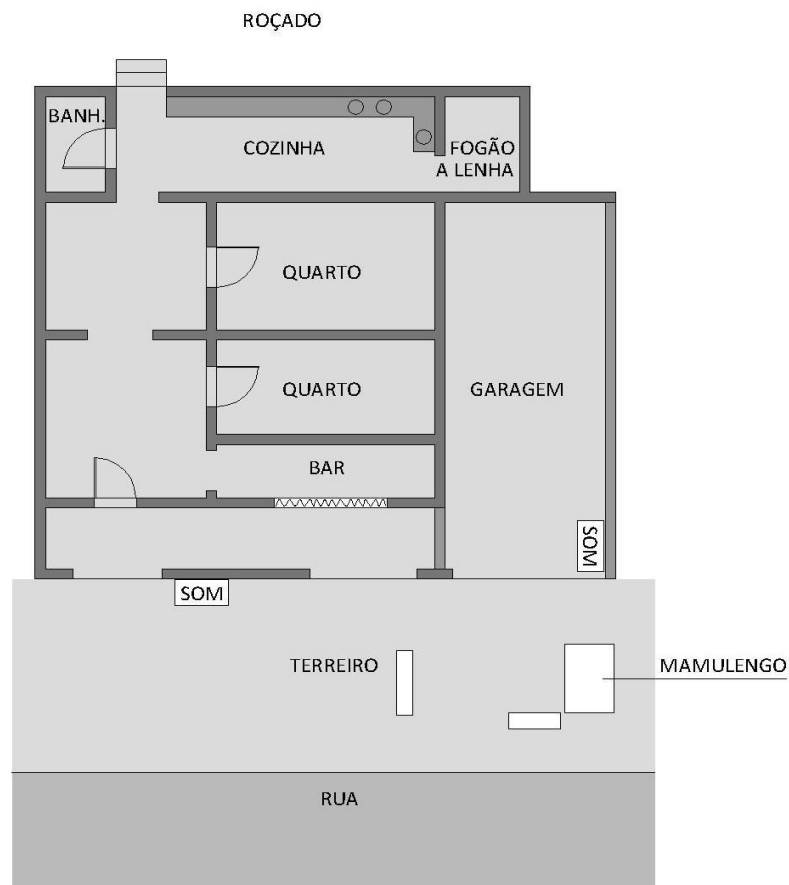 ROÇADO
BANH.
COZINHA
FOGÃO
A LENHA
QUARTO
QUARTO
GARAGEM
BAR
SOM
SOM
TERREIRO
MAMULENGO
RUA